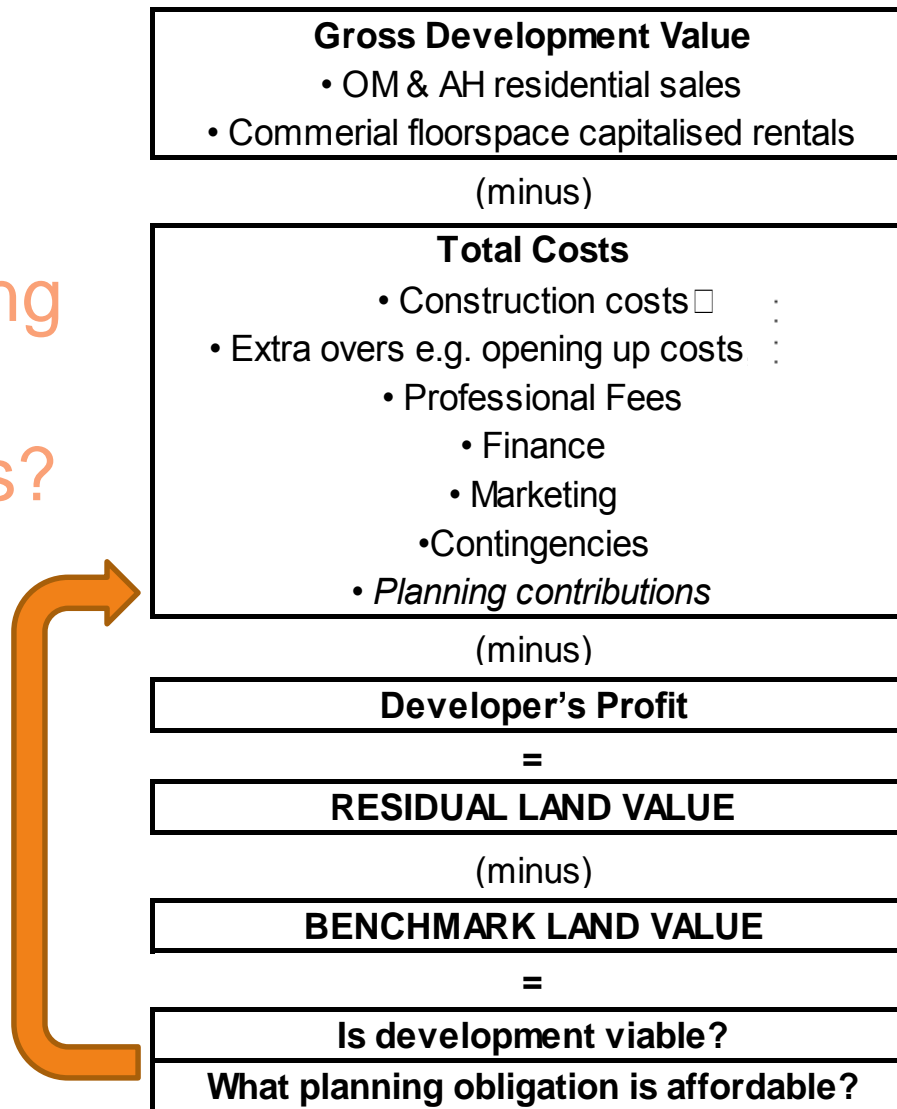 ng
s?
Gross Development Value
• OM & AH residential sales
• Commerial floorspace capitalised rentals
(minus)
Total Costs
• Construction costs□
• Extra overs e.g. opening up costs
• Professional Fees
• Finance
• Marketing
•Contingencies
• Planning contributions
(minus)
Developer’s Profit
=
RESIDUAL LAND VALUE
(minus)
BENCHMARK LAND VALUE
=
Is development viable?
What planning obligation is affordable?